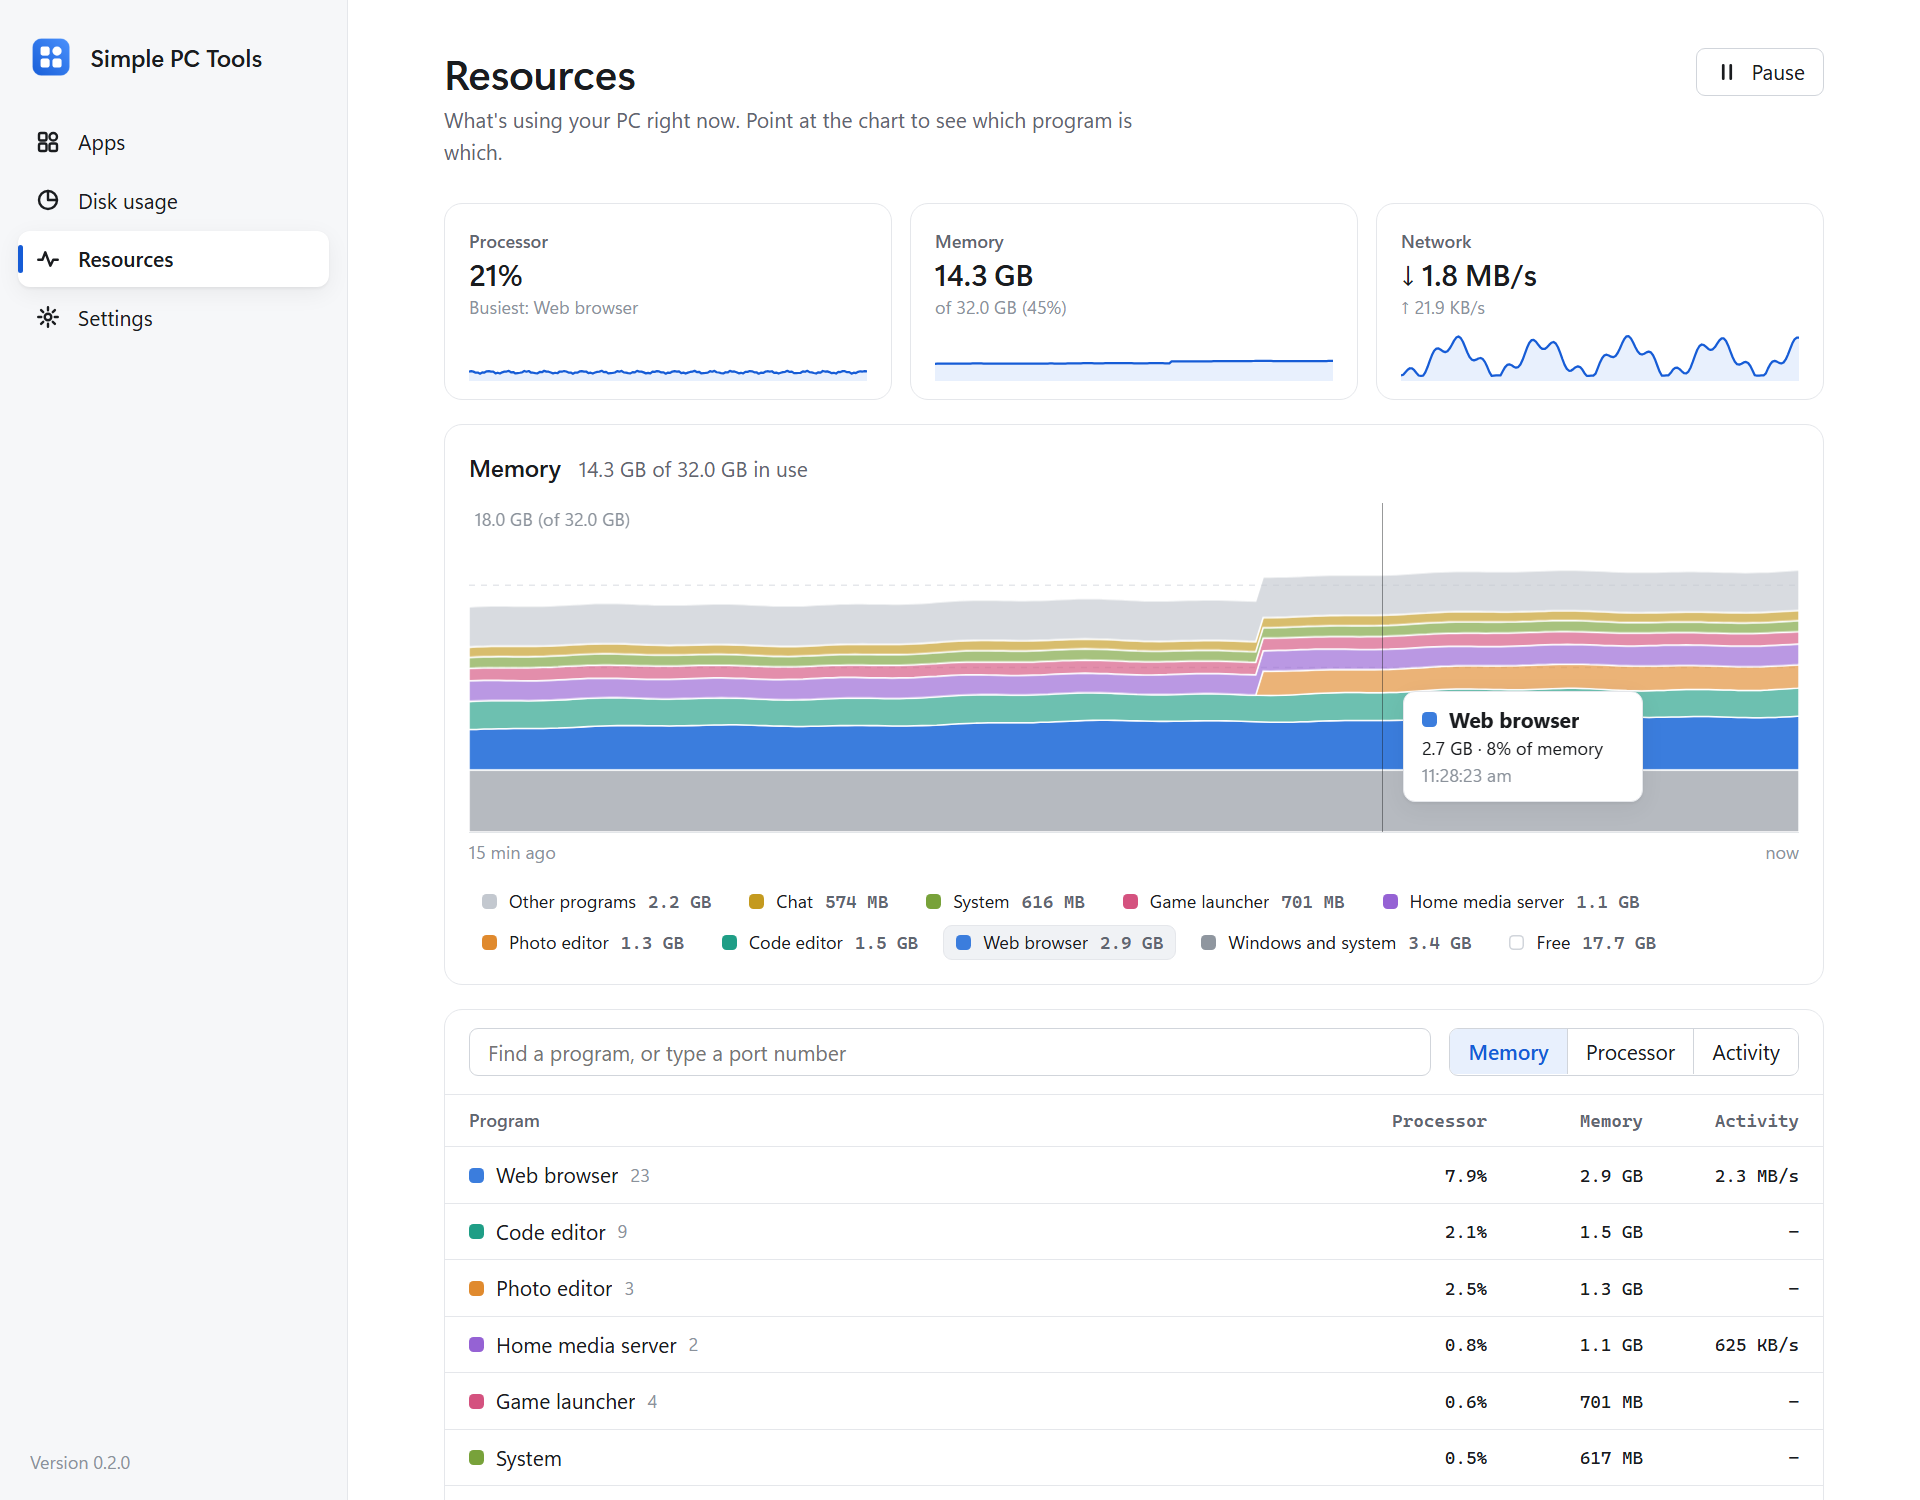 Simple PC Tools
Apps
Disk usage
Resources
Settings
Version 0.2.0
Resources
What's using your PC right now. Point at the chart to see which program is
which.
Pause
Processor
21%
Busiest: Web browser
Memory
14.3 GB
of 32.0 GB (45%)
Network
↓ 1.8 MB/s
↑ 21.9 KB/s
Memory 14.3 GB of 32.0 GB in use
18.0 GB (of 32.0 GB)
Web browser
2.7 GB · 8% of memory
11:28:23 am
15 min ago now
Other programs 2.2 GB Chat 574 MB System 616 MB Game launcher 701 MB Home media server 1.1 GB
Photo editor 1.3 GB Code editor 1.5 GB Web browser 2.9 GB Windows and system 3.4 GB Free 17.7 GB
Find a program, or type a port number Memory Processor Activity
Program Processor Memory Activity
Web browser 23 7.9% 2.9 GB 2.3 MB/s
Code editor 9 2.1% 1.5 GB –
Photo editor 3 2.5% 1.3 GB –
Home media server 2 0.8% 1.1 GB 625 KB/s
Game launcher 4 0.6% 701 MB –
System 0.5% 617 MB –